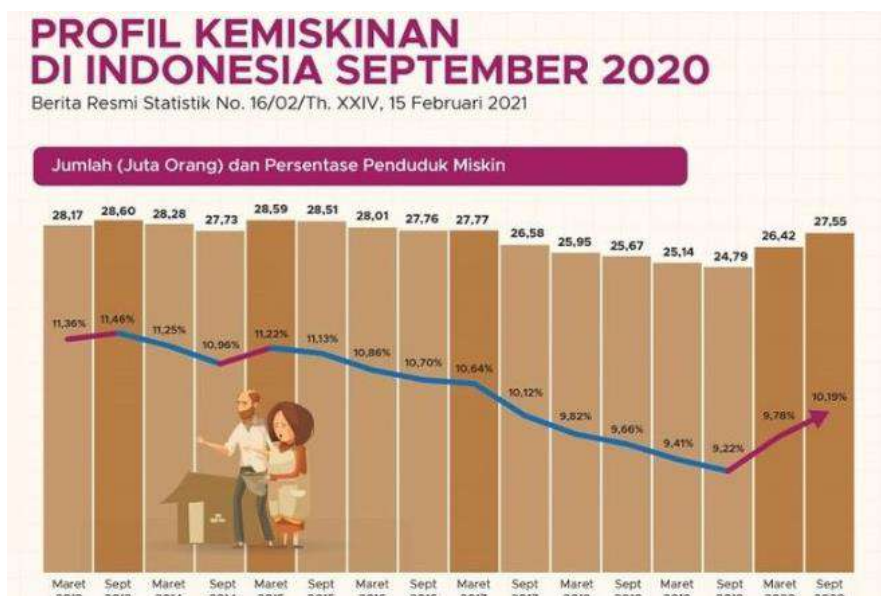 PROFIL KEMISKINAN
DI INDONESIA SEPTEMBER 2020
Berita Resmi Statistik No. 16/02/Th. XXIV, 15 Februari 2021
Jumlah (Juta Orang) dan Persentase Penduduk Miskin
28,17 28,60 28,28 27,73 28,59 28,51 28,01 27,76 27,77 26,58 25,95 25,67 25,14 24,79 26,42 27,55
11,36% 11,46% 11,25% 10,96% 11,22% 11,13% 10,86% 10,70% 10,64% 10,12% 9,82% 9,66% 9,41% 9,22% 9,78% 10,19%
Maret Sept Maret Sept Maret Sept Maret Sept Maret Sept Maret Sept Maret Sept Maret Sept